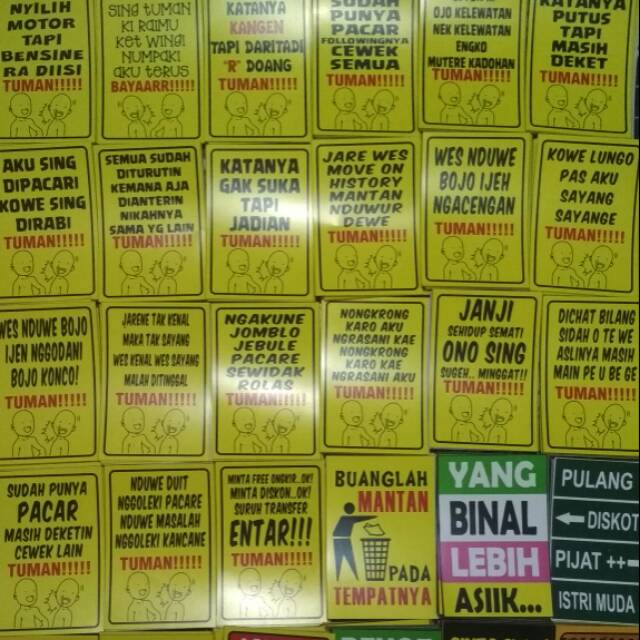 NYILIH
MOTOR
TAPI
BENSINE
RA DIISI
TUMAN!!!!!
SING TUMAN
KI RAIMU
KET WINGI
NUMPAKI
AKU TERUS
BAYAARR!!!!!
KATANYA
KANGEN
TAPI DARITADI
"R" DOANG
TUMAN!!!!!
SUDAH
PUNYA
PACAR
FOLLOWINGNYA
CEWEK
SEMUA
TUMAN!!!!!
OJO KELEWATAN
NEK KELEWATAN
ENGKO
MUTERE KADOHAN
TUMAN!!!!!
KATANYA
PUTUS
TAPI
MASIH
DEKET
TUMAN!!!!!
AKU SING
DIPACARI
KOWE SING
DIRABI
TUMAN!!!!!
SEMUA SUDAH
DITURUTIN
KEMANA AJA
DIANTERIN
NIKAHNYA
SAMA YG LAIN
TUMAN!!!!!
KATANYA
GAK SUKA
TAPI
JADIAN
TUMAN!!!!!
JARE WES
MOVE ON
HISTORY
MANTAN
NDUWUR
DEWE
TUMAN!!!!!
WES NDUWE
BOJO IJEH
NGACENGAN
TUMAN!!!!!
KOWE LUNGO
PAS AKU
SAYANG
SAYANGE
TUMAN!!!!!
WES NDUWE BOJO
IJEN NGGODANI
BOJO KONCO!
TUMAN!!!!!
JARENE TAK KENAL
MAKA TAK SAYANG
WES KENAL WES SAYANG
MALAH DITINGGAL
TUMAN!!!!!
NGAKUNE
JOMBLO
JEBULE
PACARE
SEWIDAK
ROLAS
TUMAN!!!!!
NONGKRONG
KARO AKU
NGRASANI KAE
NONGKRONG
KARO KAE
NGRASANI AKU
TUMAN!!!!!
JANJI
SEHIDUP SEMATI
ONO SING
SUGEH.. MINGGAT!!
TUMAN!!!!!
DICHAT BILANG
SIDAH O TE WE
ASLINYA MASIH
MAIN PE U BE GE
TUMAN!!!!!
SUDAH PUNYA
PACAR
MASIH DEKETIN
CEWEK LAIN
TUMAN!!!!!
NDUWE DUIT
NGGOLEKI PACARE
NDUWE MASALAH
NGGOLEKI KANCANE
TUMAN!!!!!
MINTA FREE ONGKIR..OK!
MINTA DISKON..OK!
SURUH TRANSFER
ENTAR!!!
TUMAN!!!!!
BUANGLAH
MANTAN
PADA
TEMPATNYA
YANG
BINAL
LEBIH
ASIIK...
PULANG
DISKOT
PIJAT ++
ISTRI MUDA